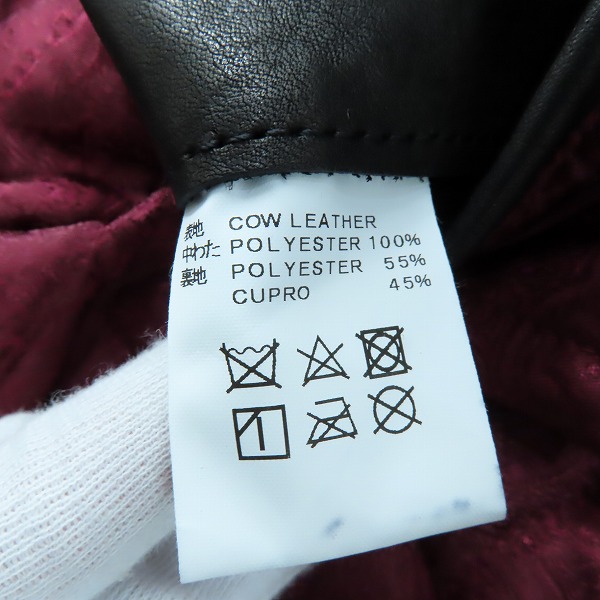 表地 COW LEATHER
中わた POLYESTER 100%
裏地 POLYESTER 55%
CUPRO 45%